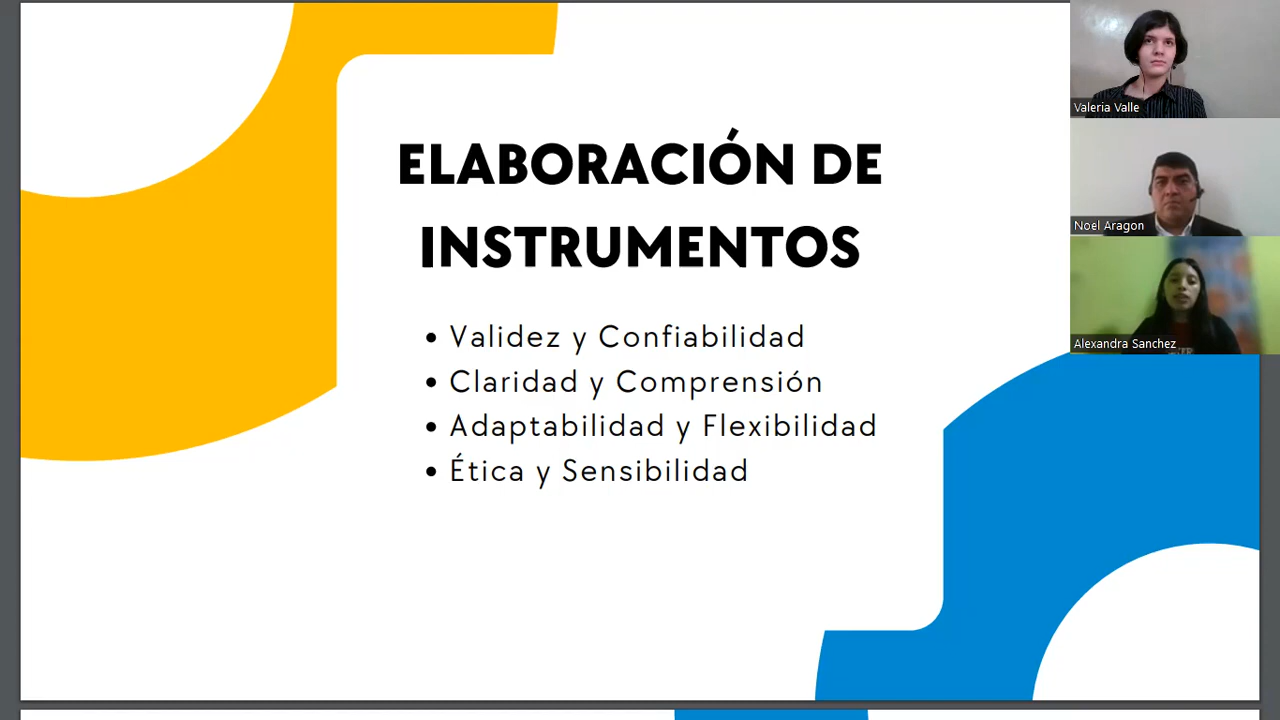 ELABORACIÓN DE
INSTRUMENTOS
• Validez y Confiabilidad
• Claridad y Comprensión
• Adaptabilidad y Flexibilidad
• Ética y Sensibilidad
Valeria Valle
Noel Aragon
Alexandra Sanchez